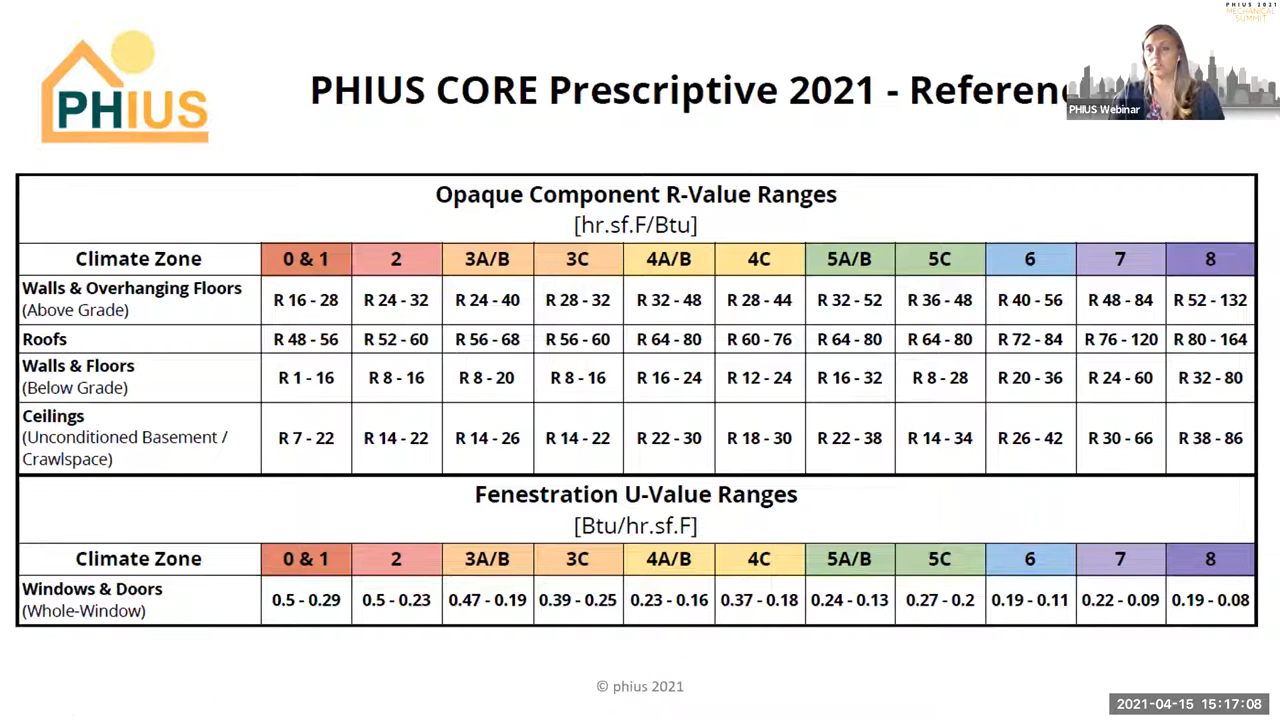 PHIUS 2021
MECHANICAL
SUMMIT
PHIUS
PHIUS CORE Prescriptive 2021 - Referen
PHIUS Webinar
Opaque Component R-Value Ranges
[hr.sf.F/Btu]
Climate Zone 0 & 1 2 3A/B 3C 4A/B 4C 5A/B 5C 6 7 8
Walls & Overhanging Floors
(Above Grade) R 16 - 28 R 24 - 32 R 24 - 40 R 28 - 32 R 32 - 48 R 28 - 44 R 32 - 52 R 36 - 48 R 40 - 56 R 48 - 84 R 52 - 132
Roofs R 48 - 56 R 52 - 60 R 56 - 68 R 56 - 60 R 64 - 80 R 60 - 76 R 64 - 80 R 64 - 80 R 72 - 84 R 76 - 120 R 80 - 164
Walls & Floors
(Below Grade) R 1 - 16 R 8 - 16 R 8 - 20 R 8 - 16 R 16 - 24 R 12 - 24 R 16 - 32 R 8 - 28 R 20 - 36 R 24 - 60 R 32 - 80
Ceilings
(Unconditioned Basement / R 7 - 22 R 14 - 22 R 14 - 26 R 14 - 22 R 22 - 30 R 18 - 30 R 22 - 38 R 14 - 34 R 26 - 42 R 30 - 66 R 38 - 86
Crawlspace)
Fenestration U-Value Ranges
[Btu/hr.sf.F]
Climate Zone 0 & 1 2 3A/B 3C 4A/B 4C 5A/B 5C 6 7 8
Windows & Doors
(Whole-Window) 0.5 - 0.29 0.5 - 0.23 0.47 - 0.19 0.39 - 0.25 0.23 - 0.16 0.37 - 0.18 0.24 - 0.13 0.27 - 0.2 0.19 - 0.11 0.22 - 0.09 0.19 - 0.08
© phius 2021
2021-04-15 15:17:08